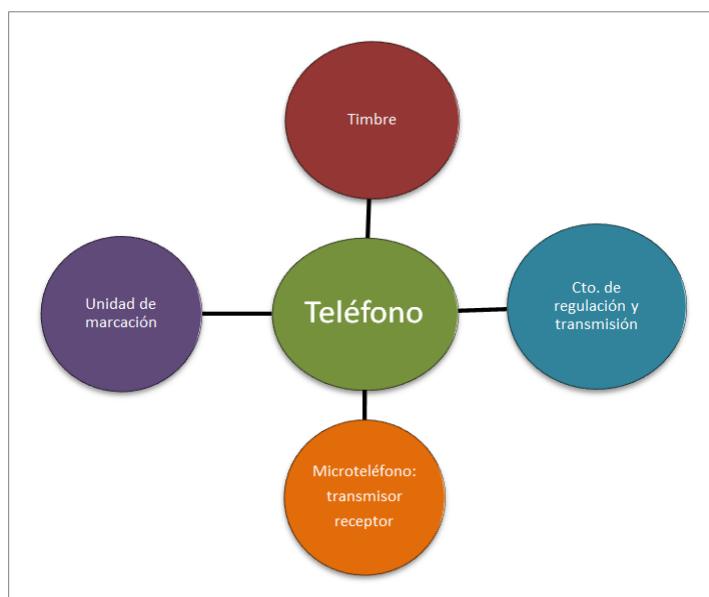 Timbre
Unidad de
marcación
Teléfono
Cto. de
regulación y
transmisión
Microteléfono:
transmisor
receptor